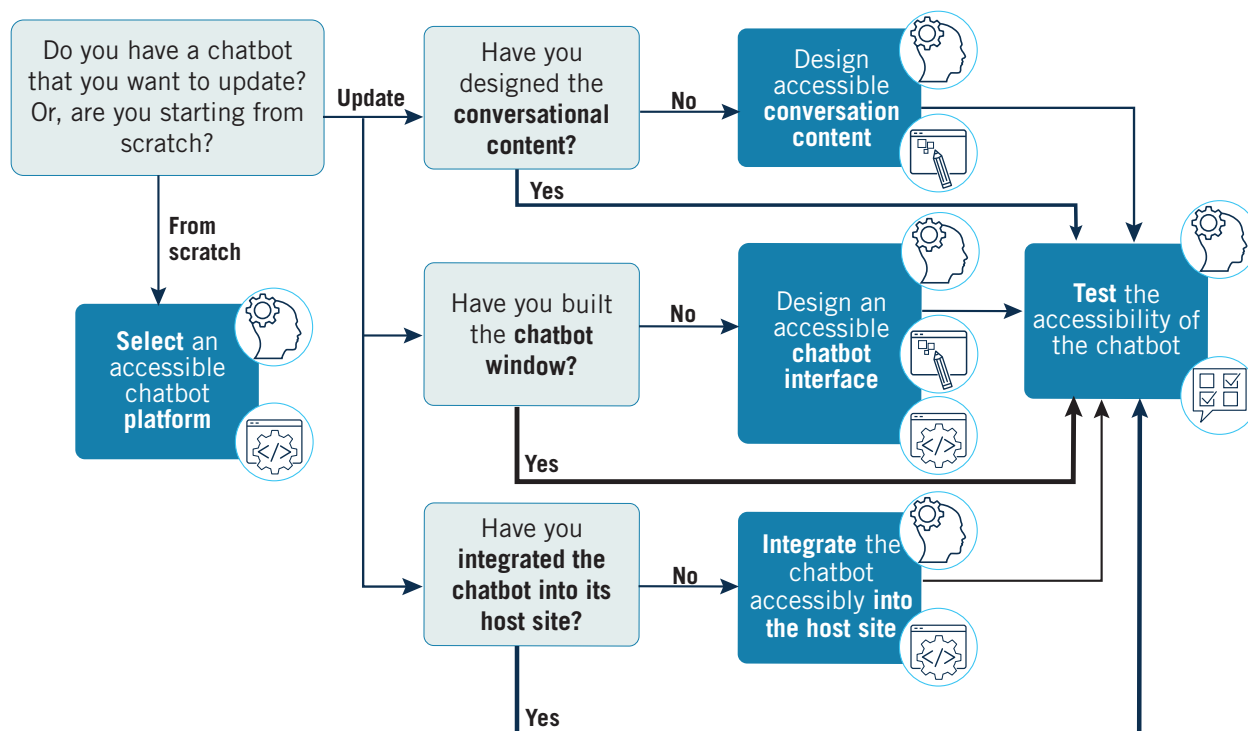 Do you have a chatbot
that you want to update?
Or, are you starting from
scratch?
Update
From
scratch
Select an
accessible
chatbot
platform
Have you
designed the
conversational
content?
No
Yes
Design
accessible
conversation
content
Have you built
the chatbot
window?
No
Yes
Design an
accessible
chatbot
interface
Have you
integrated the
chatbot into its
host site?
No
Yes
Integrate the
chatbot
accessibly into
the host site
Test the
accessibility of
the chatbot